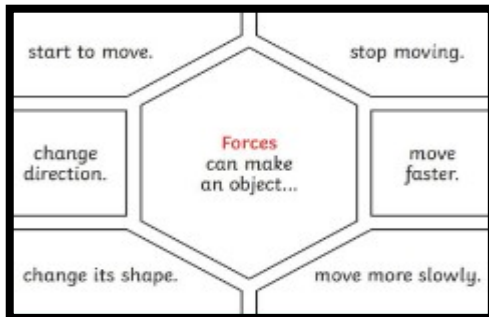 start to move.
stop moving.
Forces
can make
an object...
change
direction.
move
faster.
change its shape.
move more slowly.